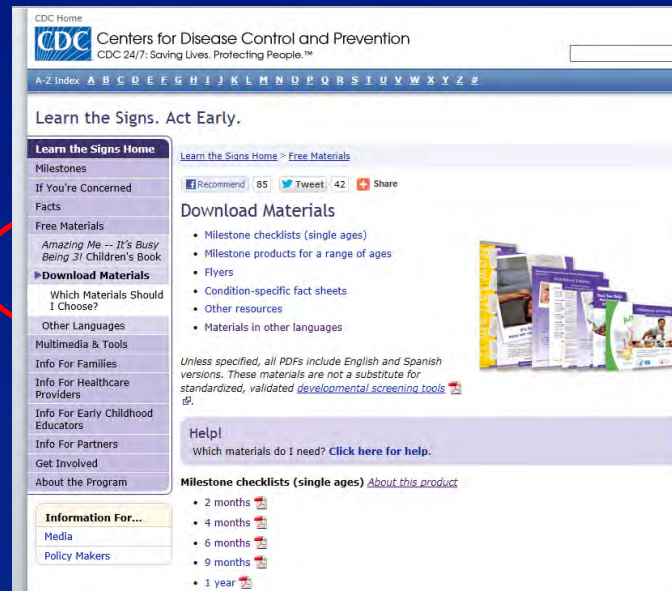 CDC Home
CDC
Centers for Disease Control and Prevention
CDC 24/7: Saving Lives. Protecting People.™
A-Z Index A B C D E F G H I J K L M N O P Q R S T U V W X Y Z #
Learn the Signs. Act Early.
Learn the Signs Home
Milestones
If You're Concerned
Facts
Free Materials
Amazing Me -- It's Busy
Being 3! Children's Book
Download Materials
Which Materials Should
I Choose?
Other Languages
Multimedia & Tools
Info For Families
Info For Healthcare
Providers
Info For Early Childhood
Educators
Info For Partners
Get Involved
About the Program
Information For...
Media
Policy Makers
Learn the Signs Home > Free Materials
Recommend 85 Tweet 42 Share
Download Materials
• Milestone checklists (single ages)
• Milestone products for a range of ages
• Flyers
• Condition-specific fact sheets
• Other resources
• Materials in other languages
Unless specified, all PDFs include English and Spanish
versions. These materials are not a substitute for
standardized, validated developmental screening tools
.
Help!
Which materials do I need? Click here for help.
Milestone checklists (single ages) About this product
• 2 months
• 4 months
• 6 months
• 9 months
• 1 year